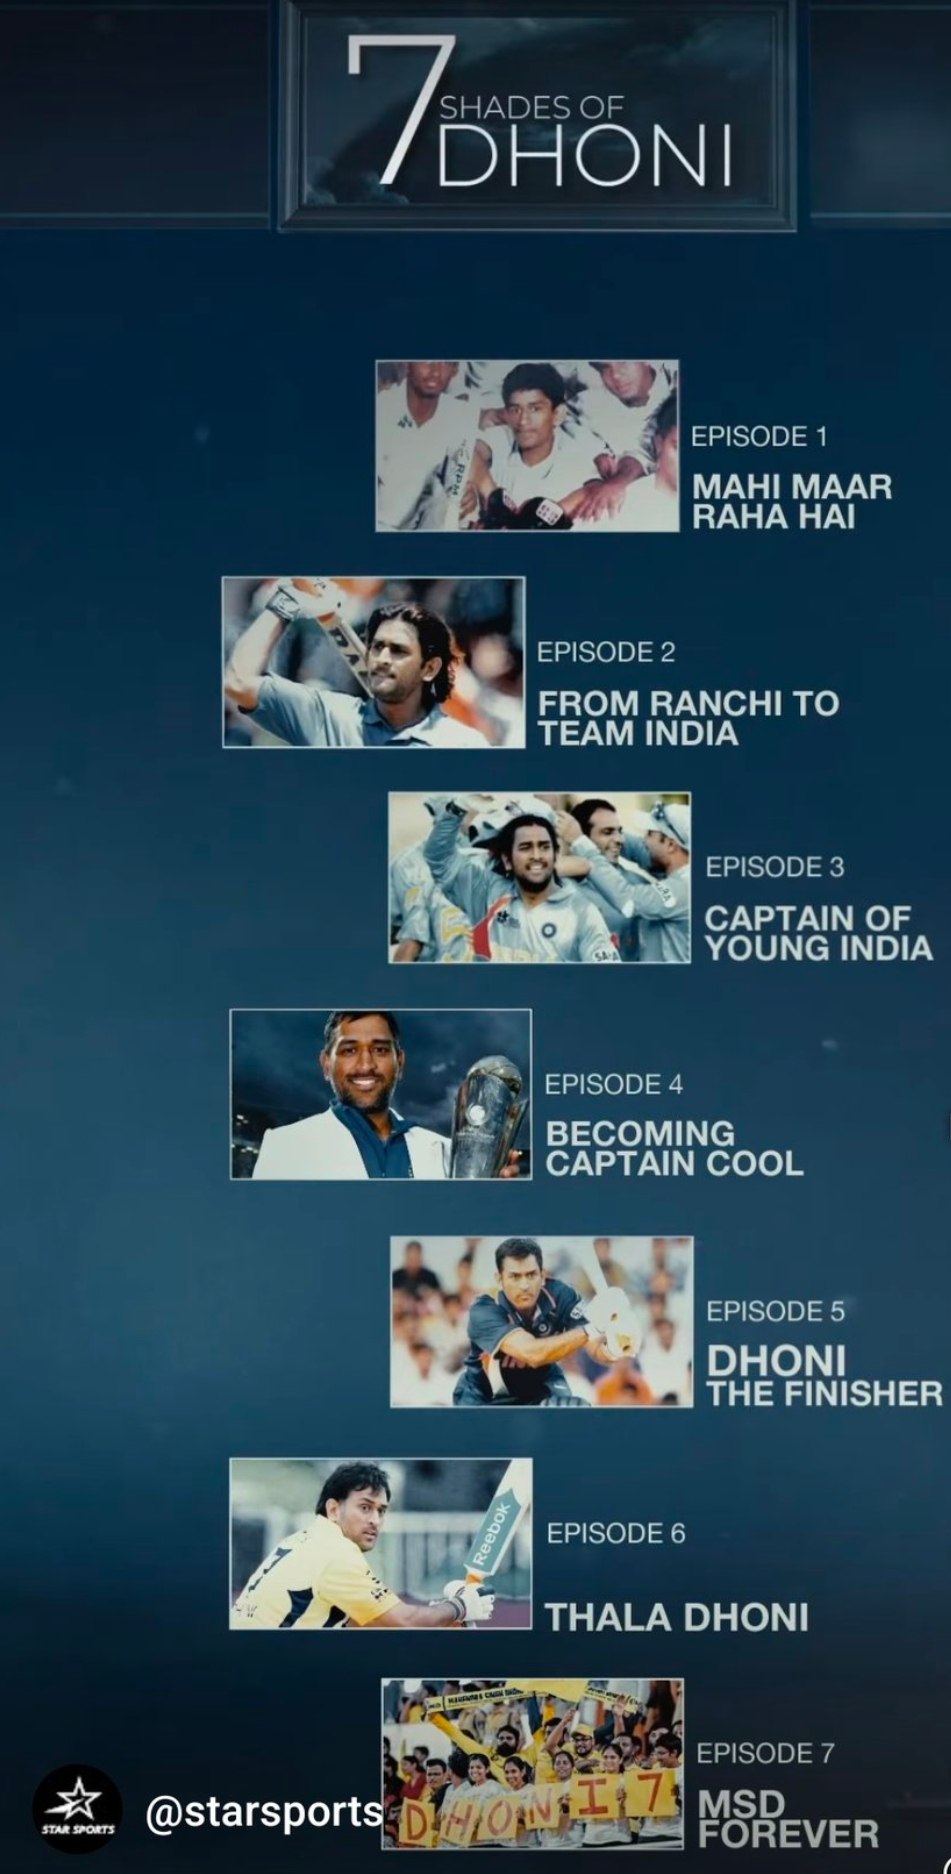 7
SHADES OF
DHONI
EPISODE 1
MAHI MAAR
RAHA HAI
EPISODE 2
FROM RANCHI TO
TEAM INDIA
EPISODE 3
CAPTAIN OF
YOUNG INDIA
SAHARA
EPISODE 4
BECOMING
CAPTAIN COOL
EPISODE 5
DHONI
THE FINISHER
Reebok
7
EPISODE 6
THALA DHONI
DHONI 7
EPISODE 7
MSD
FOREVER
STAR SPORTS
@starsports